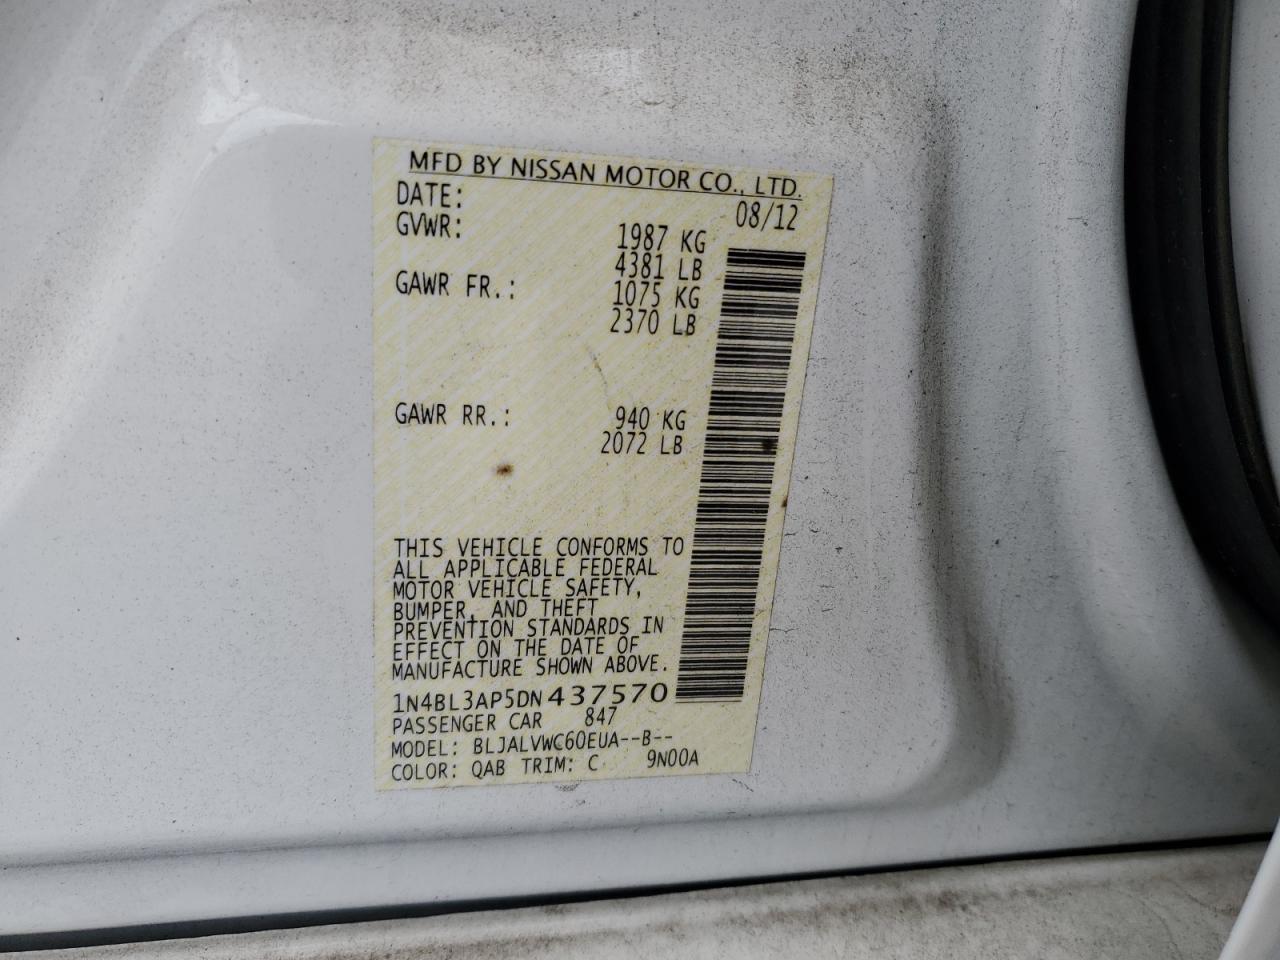 MFD BY NISSAN MOTOR CO., LTD.
DATE: 08/12
GVWR: 1987 KG
4381 LB
GAWR FR.: 1075 KG
2370 LB
GAWR RR.: 940 KG
2072 LB
THIS VEHICLE CONFORMS TO
ALL APPLICABLE FEDERAL
MOTOR VEHICLE SAFETY,
BUMPER, AND THEFT
PREVENTION STANDARDS IN
EFFECT ON THE DATE OF
MANUFACTURE SHOWN ABOVE.
1N4BL3AP5DN437570
PASSENGER CAR 847
MODEL: BLJALVWC60EUA--B--
COLOR: QAB TRIM: C 9N00A